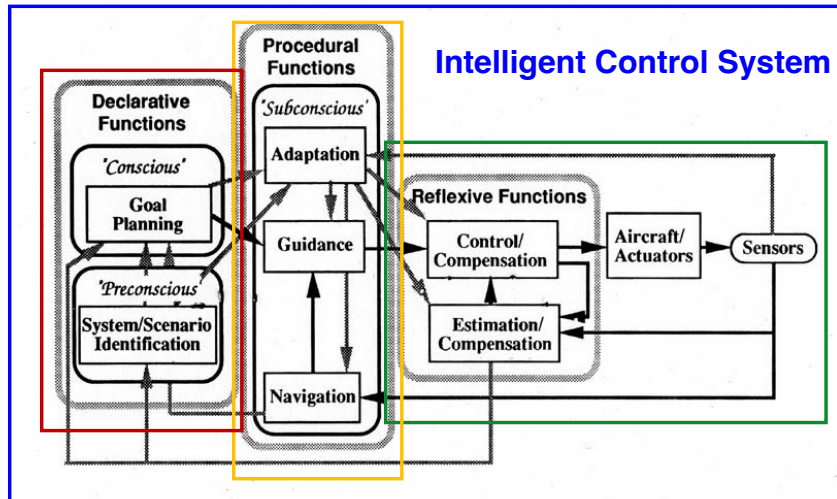 Intelligent Control System
Declarative
Functions
"Conscious"
Goal
Planning
"Preconscious
System/Scenario
Identification
Procedural
Functions
"Subconscious'
Adaptation
Guidance
Navigation
Reflexive Functions
Control/
Compensation
Estimation/
Compensation
Aircraft/
Actuators
Sensors